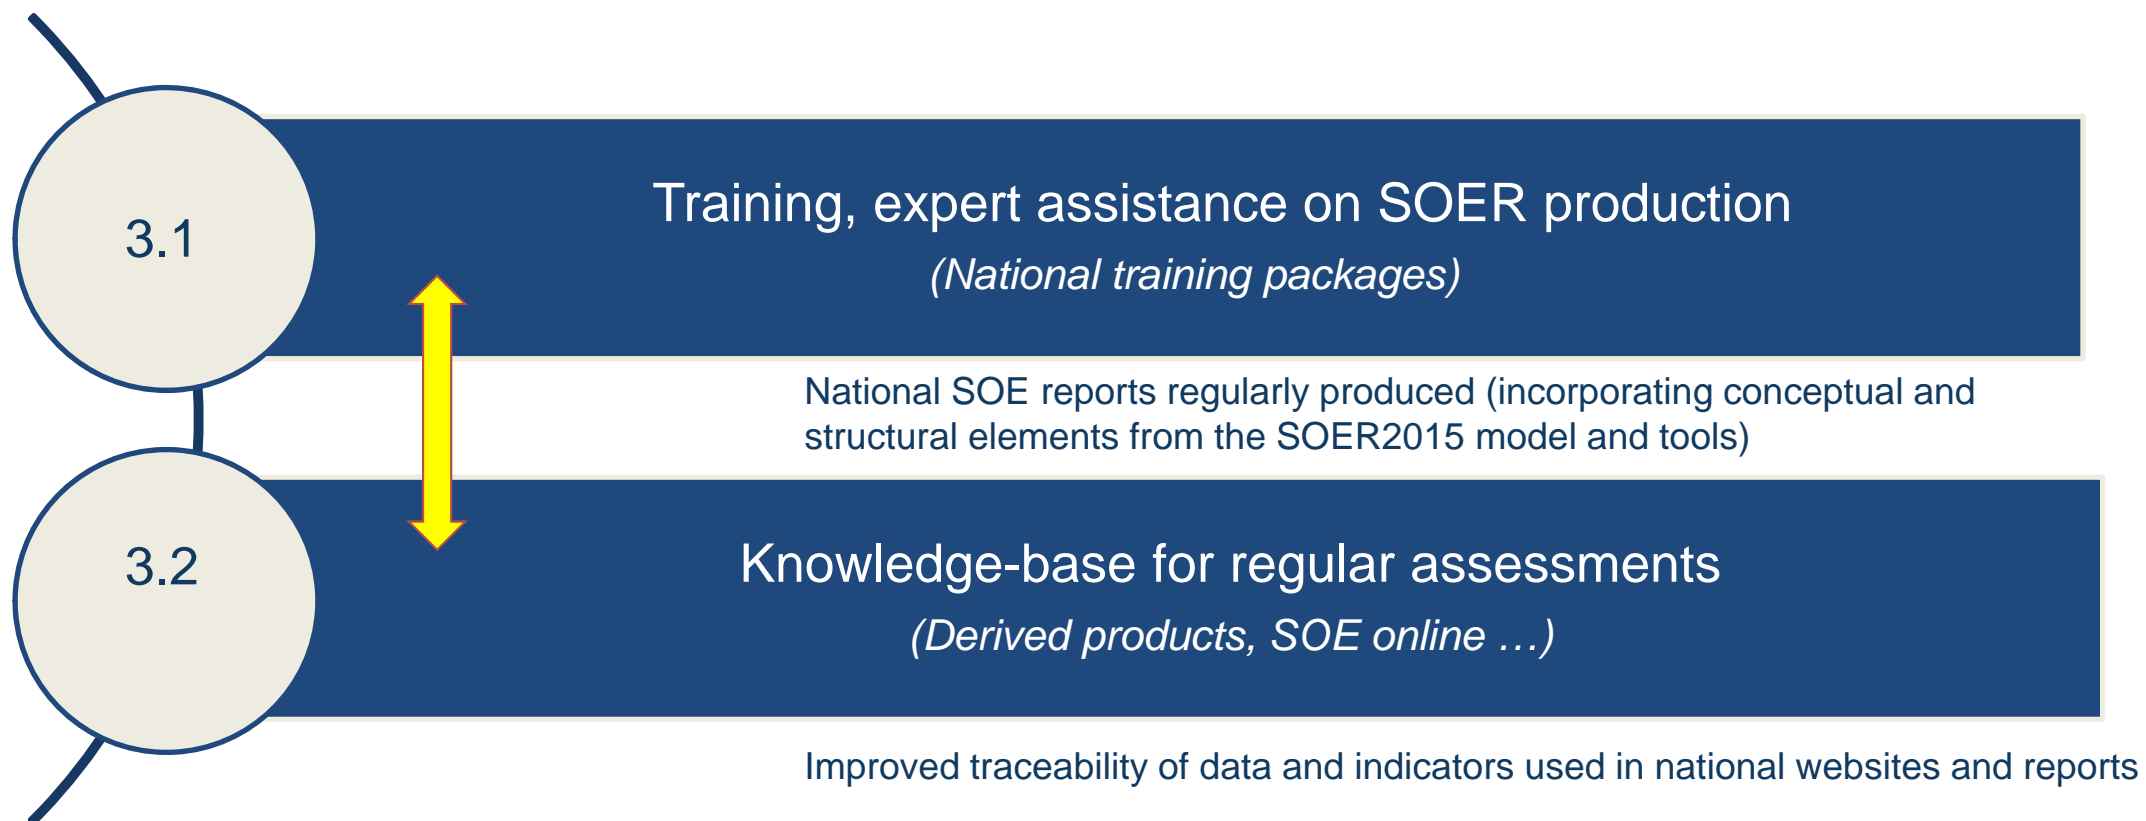 3.1
Training, expert assistance on SOER production
(National training packages)
National SOE reports regularly produced (incorporating conceptual and
structural elements from the SOER2015 model and tools)
3.2
Knowledge-base for regular assessments
(Derived products, SOE online …)
Improved traceability of data and indicators used in national websites and reports